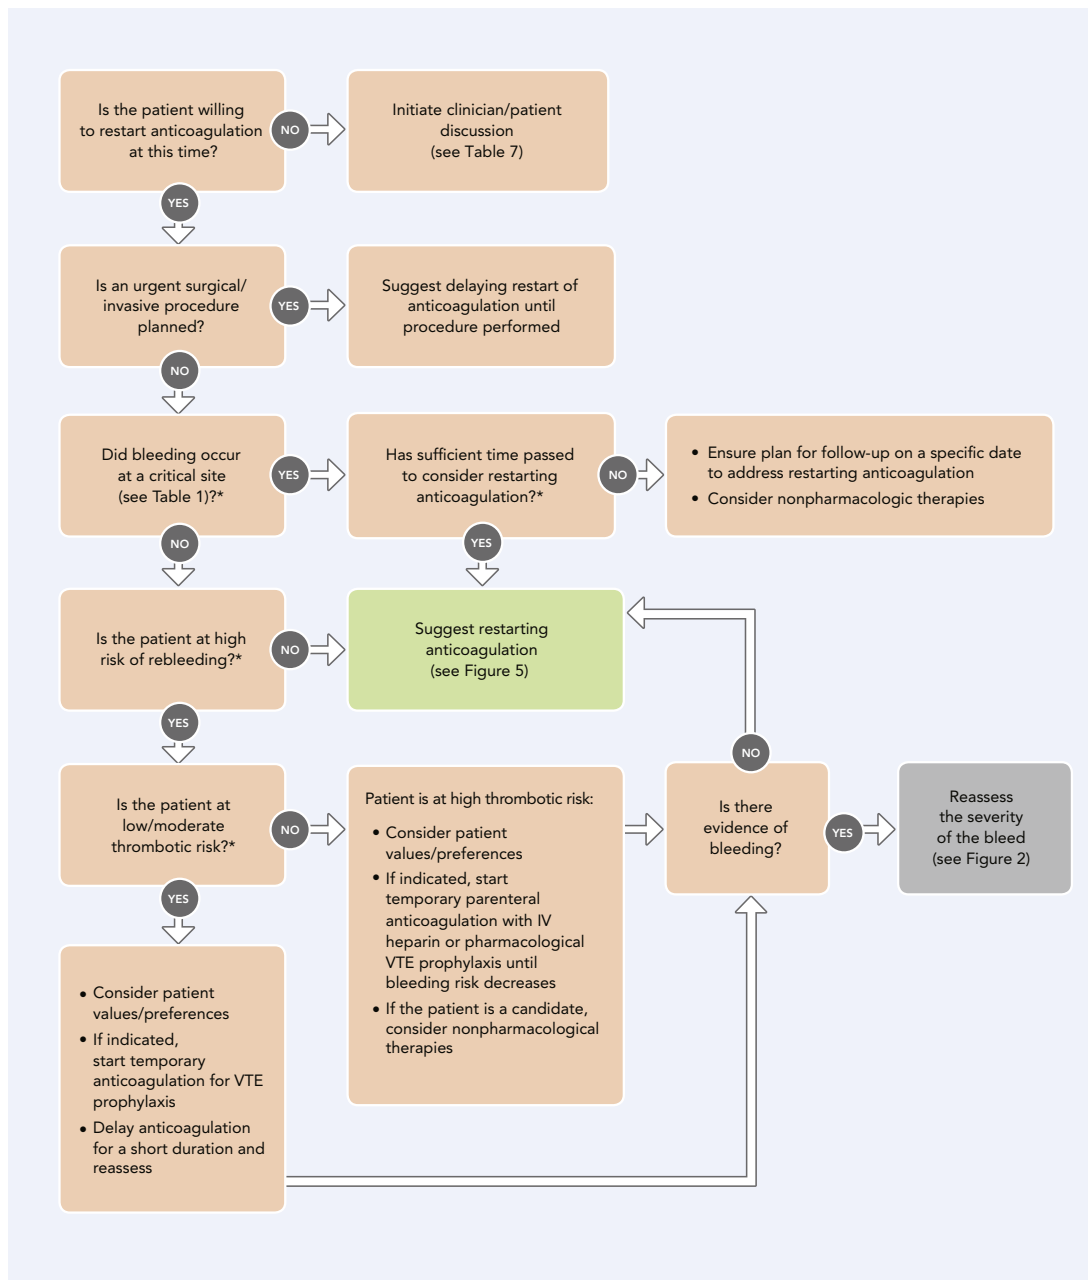 Is the patient willing
to restart anticoagulation
at this time?
NO
Initiate clinician/patient
discussion
(see Table 7)
YES
Is an urgent surgical/
invasive procedure
planned?
YES
Suggest delaying restart of
anticoagulation until
procedure performed
NO
Did bleeding occur
at a critical site
(see Table 1)?*
YES
Has sufficient time passed
to consider restarting
anticoagulation?*
NO
• Ensure plan for follow-up on a specific date
to address restarting anticoagulation
• Consider nonpharmacologic therapies
NO
YES
Is the patient at high
risk of rebleeding?*
NO
Suggest restarting
anticoagulation
(see Figure 5)
YES
Is the patient at
low/moderate
thrombotic risk?*
NO
Patient is at high thrombotic risk:
• Consider patient
values/preferences
• If indicated, start
temporary parenteral
anticoagulation with IV
heparin or pharmacological
VTE prophylaxis until
bleeding risk decreases
• If the patient is a candidate,
consider nonpharmacological
therapies
NO
Is there
evidence of
bleeding?
YES
Reassess
the severity
of the bleed
(see Figure 2)
YES
• Consider patient
values/preferences
• If indicated,
start temporary
anticoagulation for VTE
prophylaxis
• Delay anticoagulation
for a short duration and
reassess